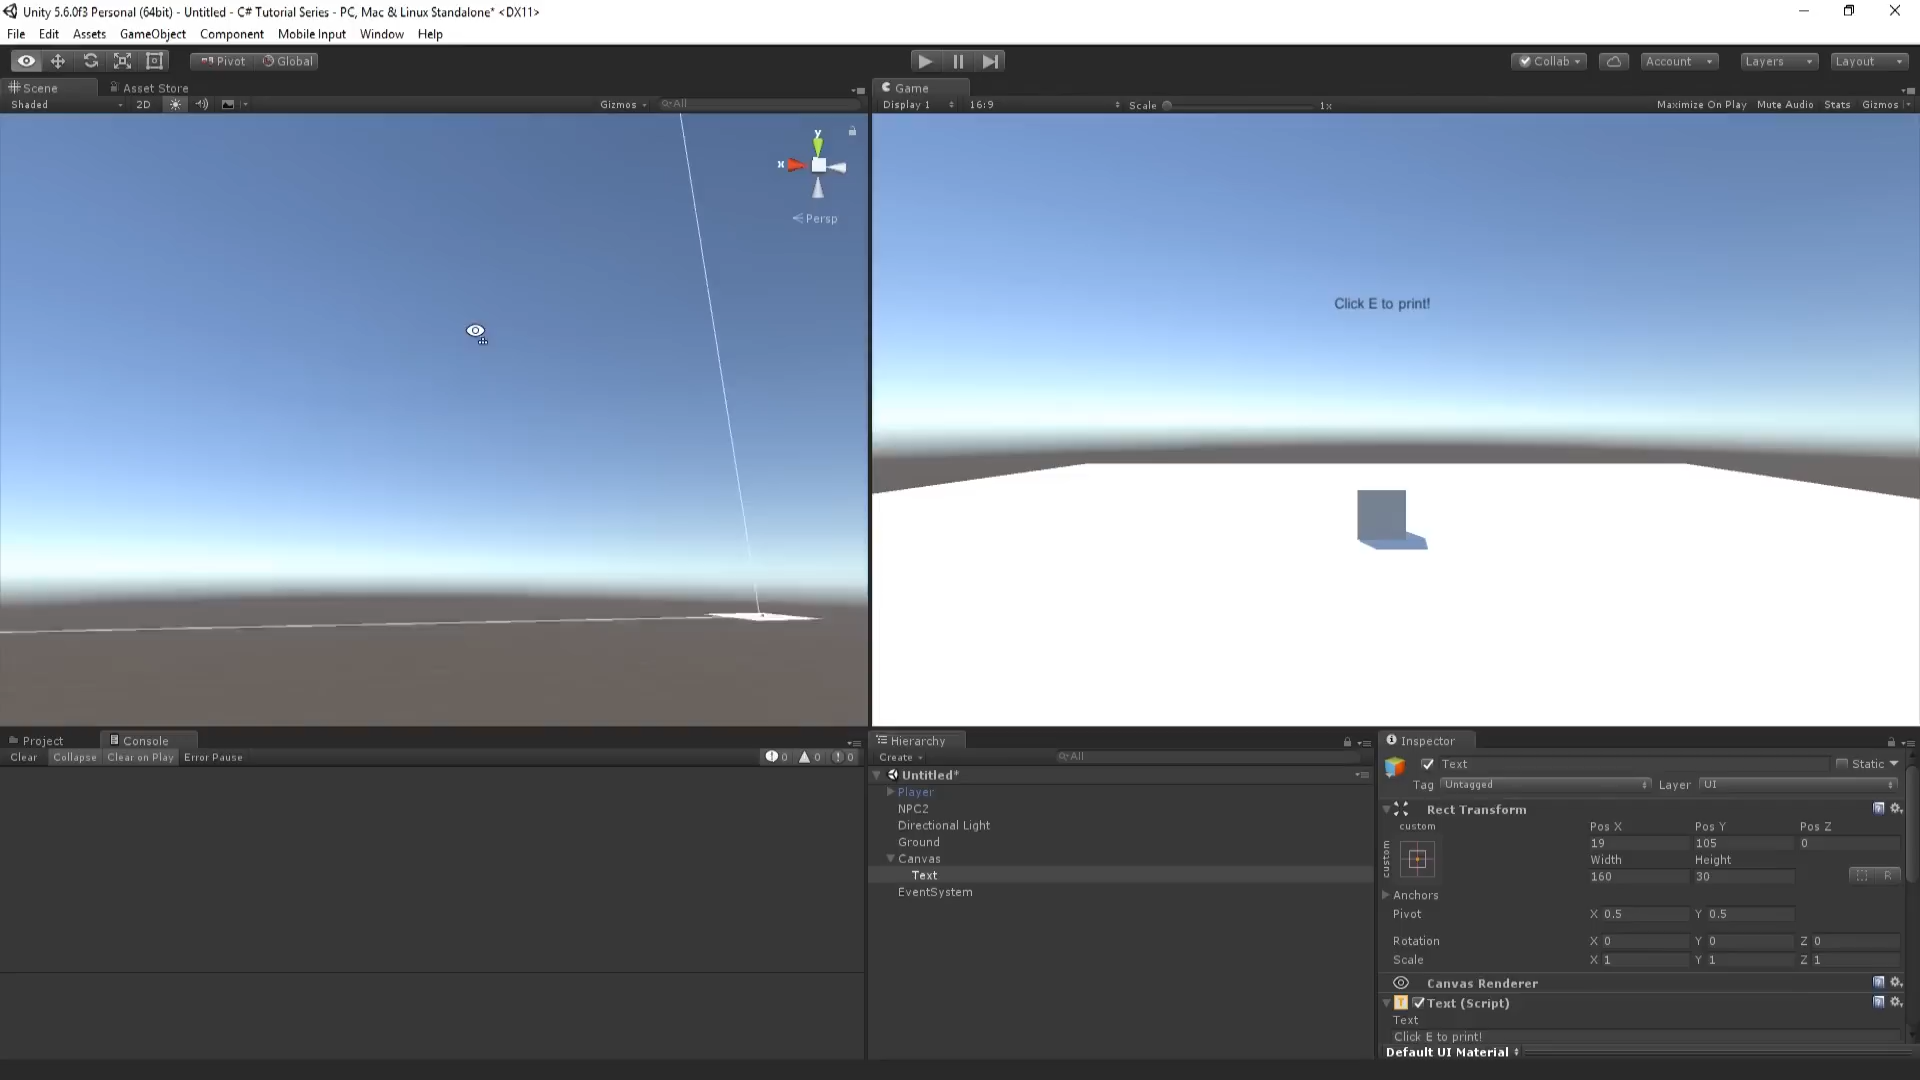 Unity 5.6.0f3 Personal (64bit) - Untitled - C# Tutorial Series - PC, Mac & Linux Standalone* <DX11>
File Edit Assets GameObject Component Mobile Input Window Help
Pivot Global Collab Account Layers Layout
Scene Asset Store
Shaded 2D Gizmos All
y
x
Persp
Game
Display 1 16:9 Scale 1x Maximize On Play Mute Audio Stats Gizmos
Click E to print!
Project Console
Clear Collapse Clear on Play Error Pause 0 0 0
Hierarchy
Create All
Untitled*
Player
NPC2
Directional Light
Ground
Canvas
Text
EventSystem
Inspector
Text Static
Tag Untagged Layer UI
Rect Transform
custom Pos X Pos Y Pos Z
custom 19 105 0
Width Height
160 30 R
Anchors
Pivot X 0.5 Y 0.5
Rotation X 0 Y 0 Z 0
Scale X 1 Y 1 Z 1
Canvas Renderer
T Text (Script)
Text
Click E to print!
Default UI Material